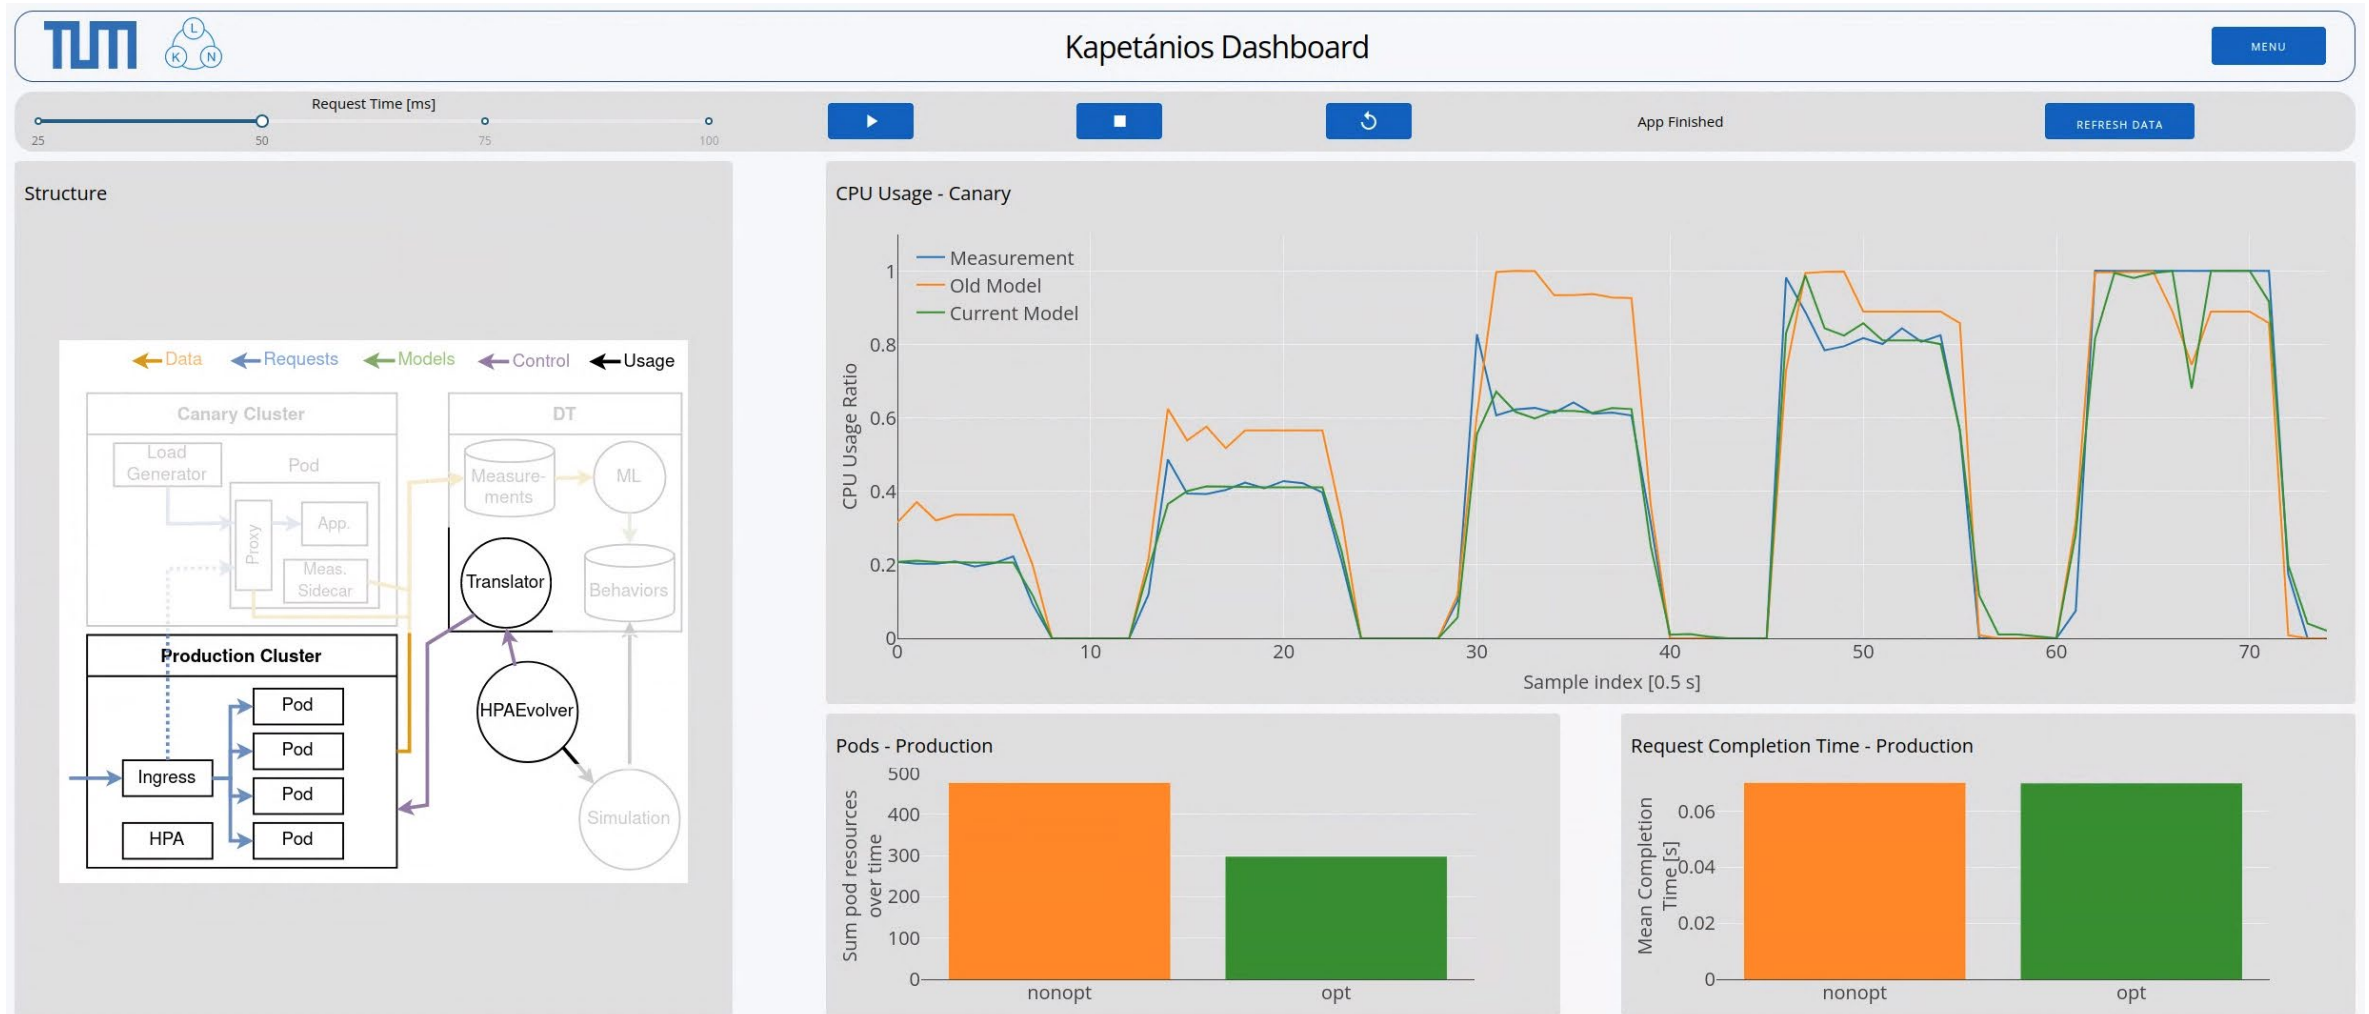 TUM
L
K
N
Kapetánios Dashboard
MENU
Request Time [ms]
25
50
75
100
App Finished
REFRESH DATA
Structure
Data
Requests
Models
Control
Usage
Canary Cluster
Load
Generator
Pod
Proxy
App.
Meas.
Sidecar
DT
Measure-
ments
ML
Translator
Behaviors
Production Cluster
Pod
Pod
Ingress
Pod
HPA
Pod
HPAEvolver
Simulation
CPU Usage - Canary
Measurement
Old Model
Current Model
CPU Usage Ratio
1
0.8
0.6
0.4
0.2
0
0
10
20
30
40
50
60
70
Sample index [0.5 s]
Pods - Production
Sum pod resources
over time
500
400
300
200
100
0
nonopt
opt
Request Completion Time - Production
Mean Completion
Time [s]
0.06
0.04
0.02
0
nonopt
opt